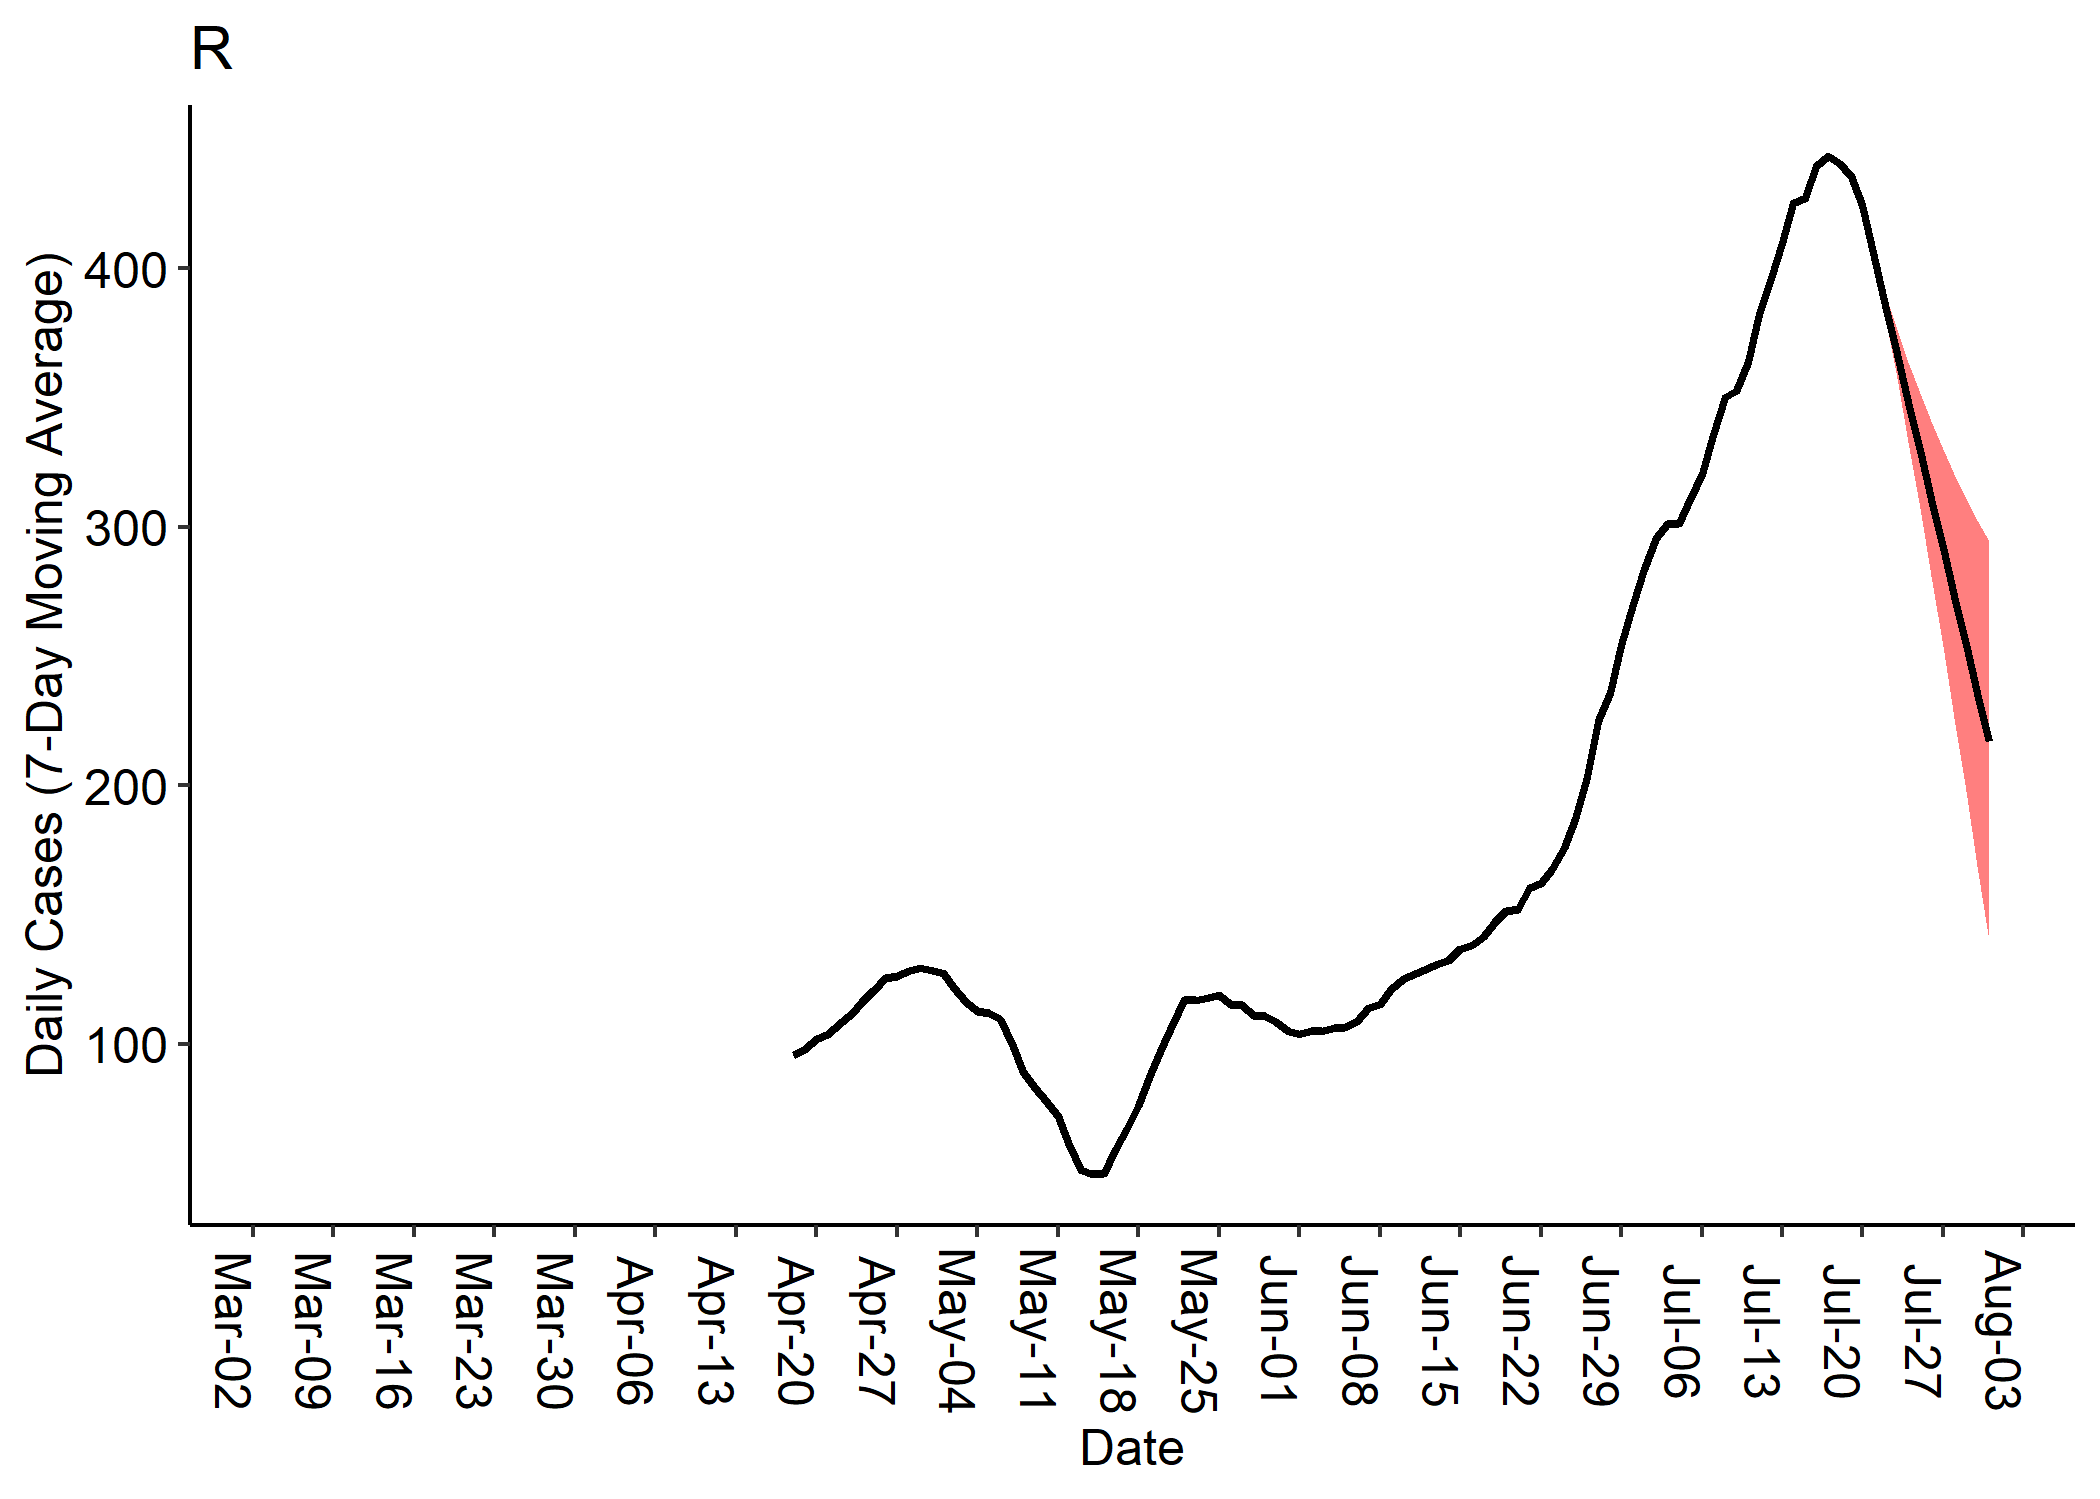 R
Daily Cases (7-Day Moving Average)
400
300
200
100
Mar-02
Mar-09
Mar-16
Mar-23
Mar-30
Apr-06
Apr-13
Apr-20
Apr-27
May-04
May-11
May-18
May-25
Jun-01
Jun-08
Jun-15
Jun-22
Jun-29
Jul-06
Jul-13
Jul-20
Jul-27
Aug-03
Date